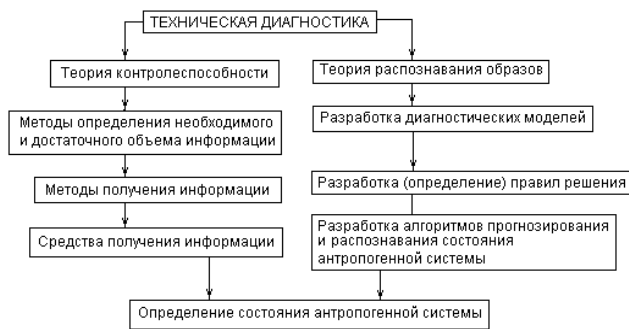 ТЕХНИЧЕСКАЯ ДИАГНОСТИКА
Теория контролеспособности
Методы определения необходимого
и достаточного объема информации
Методы получения информации
Средства получения информации
Теория распознавания образов
Разработка диагностических моделей
Разработка (определение) правил решения
Разработка алгоритмов прогнозирования
и распознавания состояния
антропогенной системы
Определение состояния антропогенной системы